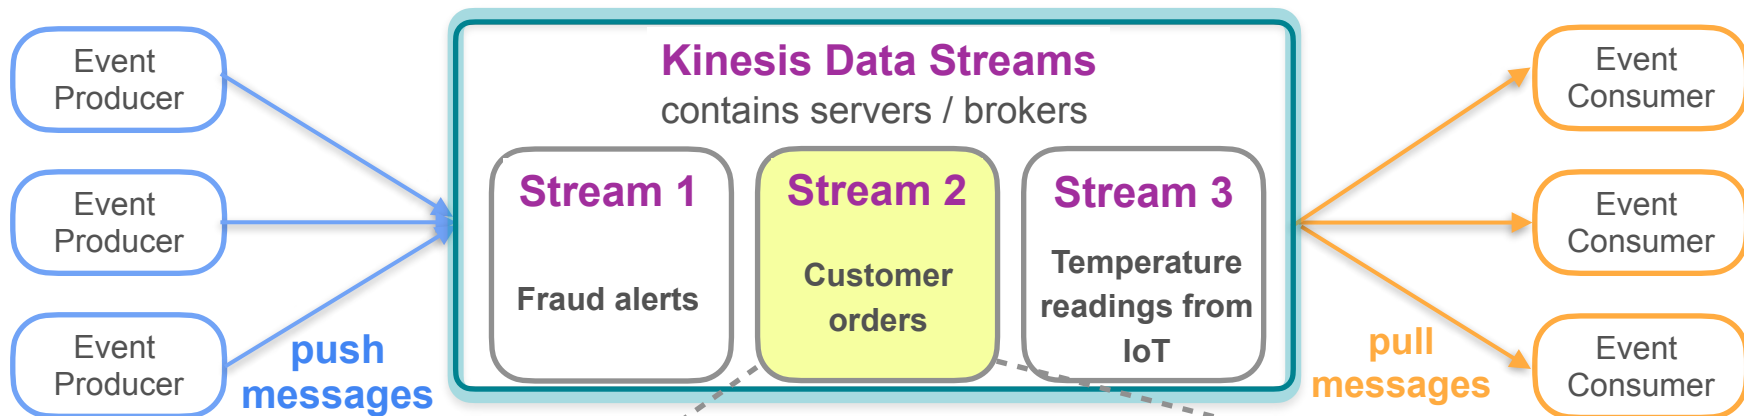 Event
Producer
Event
Producer
Event
Producer
push
messages
Kinesis Data Streams
contains servers / brokers
Stream 1
Fraud alerts
Stream 2
Customer
orders
Stream 3
Temperature
readings from
IoT
pull
messages
Event
Consumer
Event
Consumer
Event
Consumer